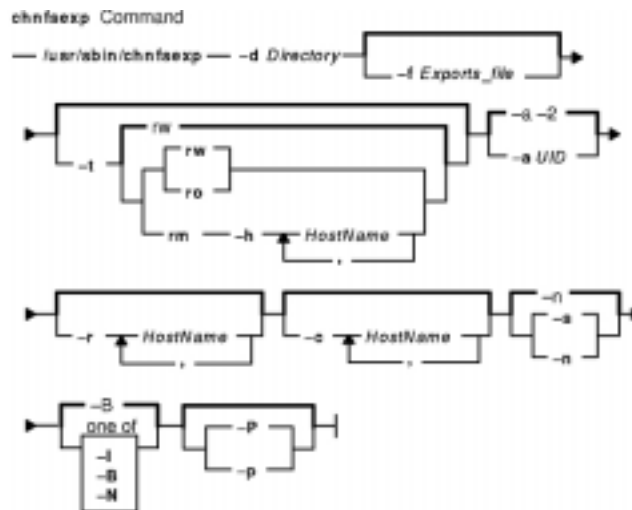 chnfsexp Command
/usr/sbin/chnfsexp -d Directory
-f Exports_file
rw
-t
rw
ro
rm -h HostName
,
-a -2
-a UID
-r HostName
,
-c HostName
,
-n
-s
-n
-B
one of
-I
-B
-N
-P
-p